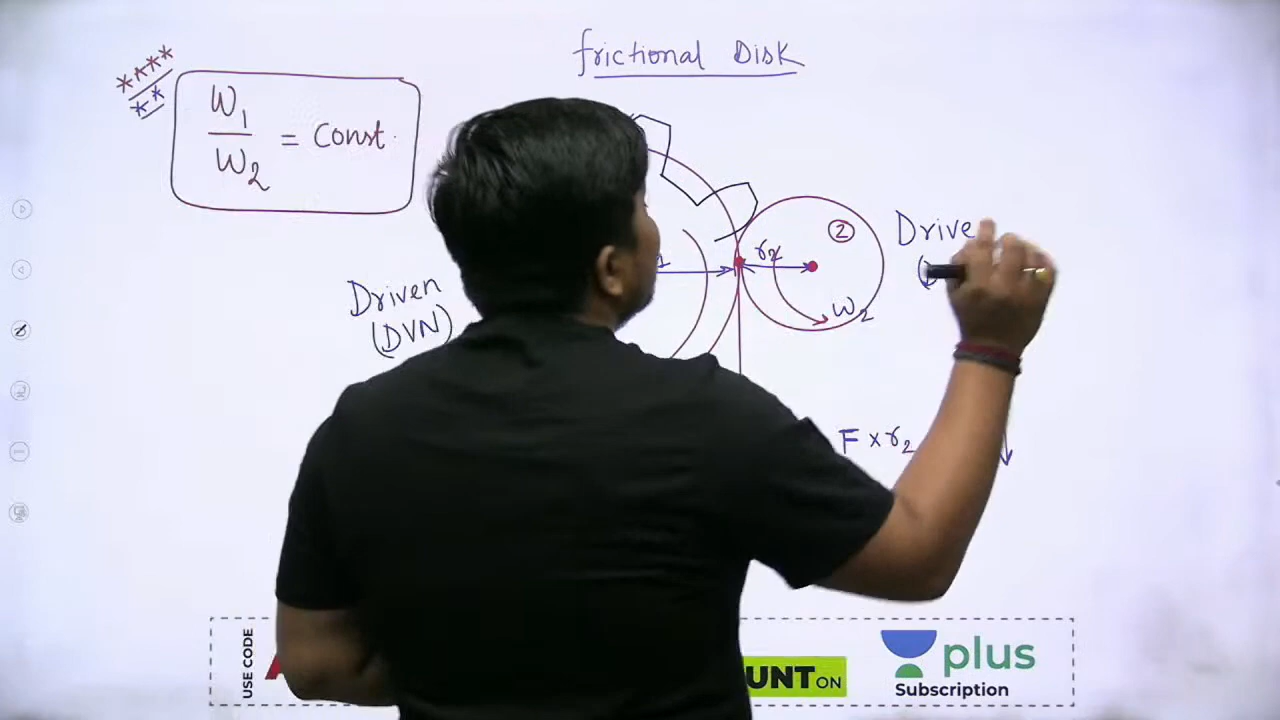 frictional Disk
****
**
W1
W2
= Const.
Driven
(DVN)
r2
2
W2
Drive
F × r2
USE CODE
UNT ON
plus
Subscription